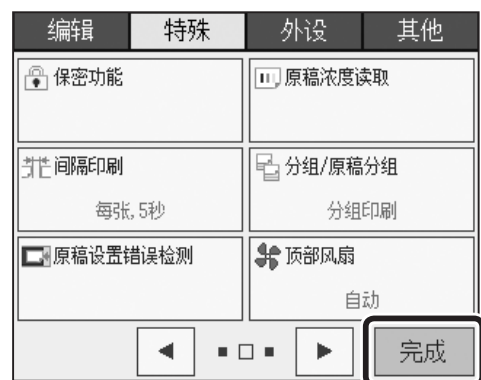 编辑 特殊 外设 其他
保密功能 原稿浓度读取
间隔印刷 分组/原稿分组
每张,5秒 分组印刷
原稿设置错误检测 顶部风扇
自动
完成